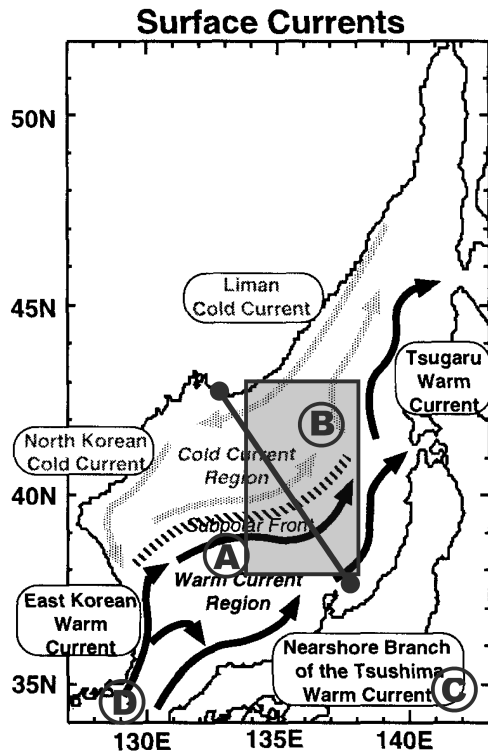 Surface Currents
50N
45N
40N
35N
130E
135E
140E
Liman
Cold Current
Tsugaru
Warm
Current
North Korean
Cold Current
Cold Current
Region
B
Subpolar Front
A
Warm Current
Region
East Korean
Warm
Current
Nearshore Branch
of the Tsushima
Warm Current
C
D